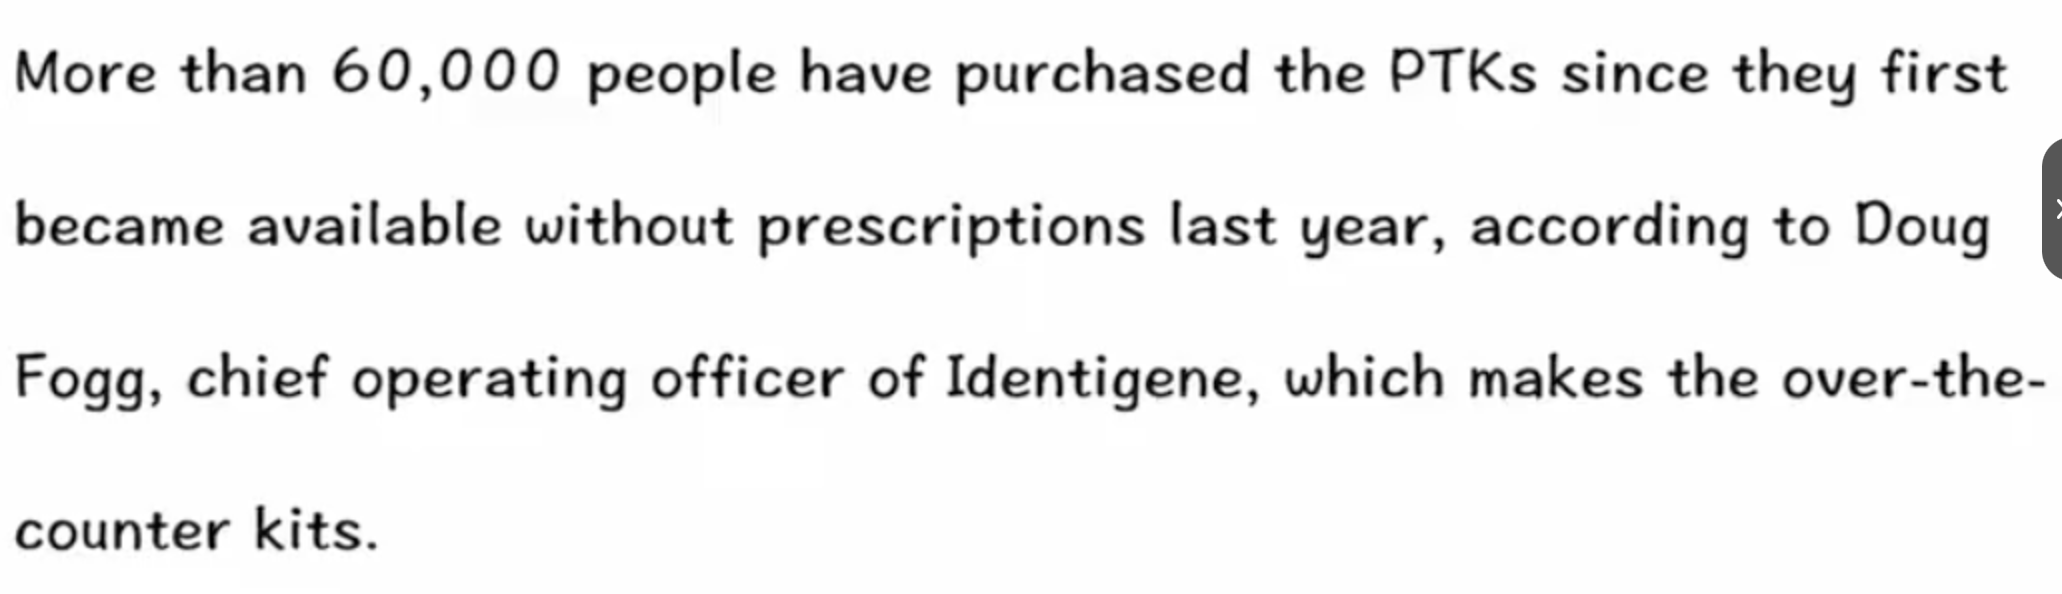 More than 60,000 people have purchased the PTKs since they first
became available without prescriptions last year, according to Doug
Fogg, chief operating officer of Identigene, which makes the over-the-
counter kits.